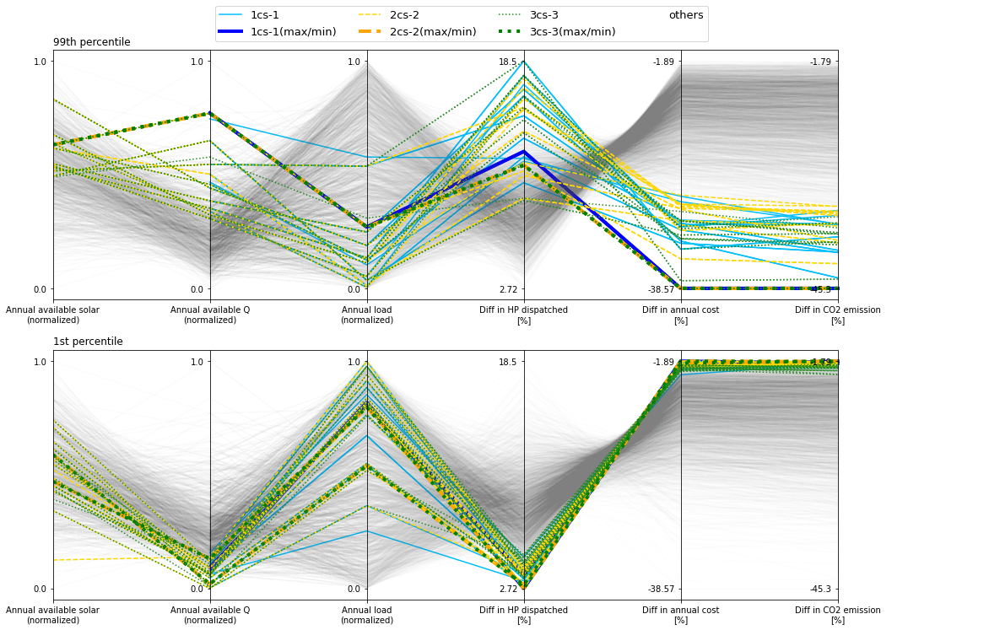 1cs-1 2cs-2 3cs-3 others
1cs-1(max/min) 2cs-2(max/min) 3cs-3(max/min)
99th percentile
1.0 1.0 1.0 18.5 -1.89 -1.79
0.0 0.0 0.0 2.72 -38.57 -45.3
Annual available solar Annual available Q Annual load Diff in HP dispatched Diff in annual cost Diff in CO2 emission
(normalized) (normalized) (normalized) [%] [%] [%]
1st percentile
1.0 1.0 1.0 18.5 -1.89 -1.79
0.0 0.0 0.0 2.72 -38.57 -45.3
Annual available solar Annual available Q Annual load Diff in HP dispatched Diff in annual cost Diff in CO2 emission
(normalized) (normalized) (normalized) [%] [%] [%]